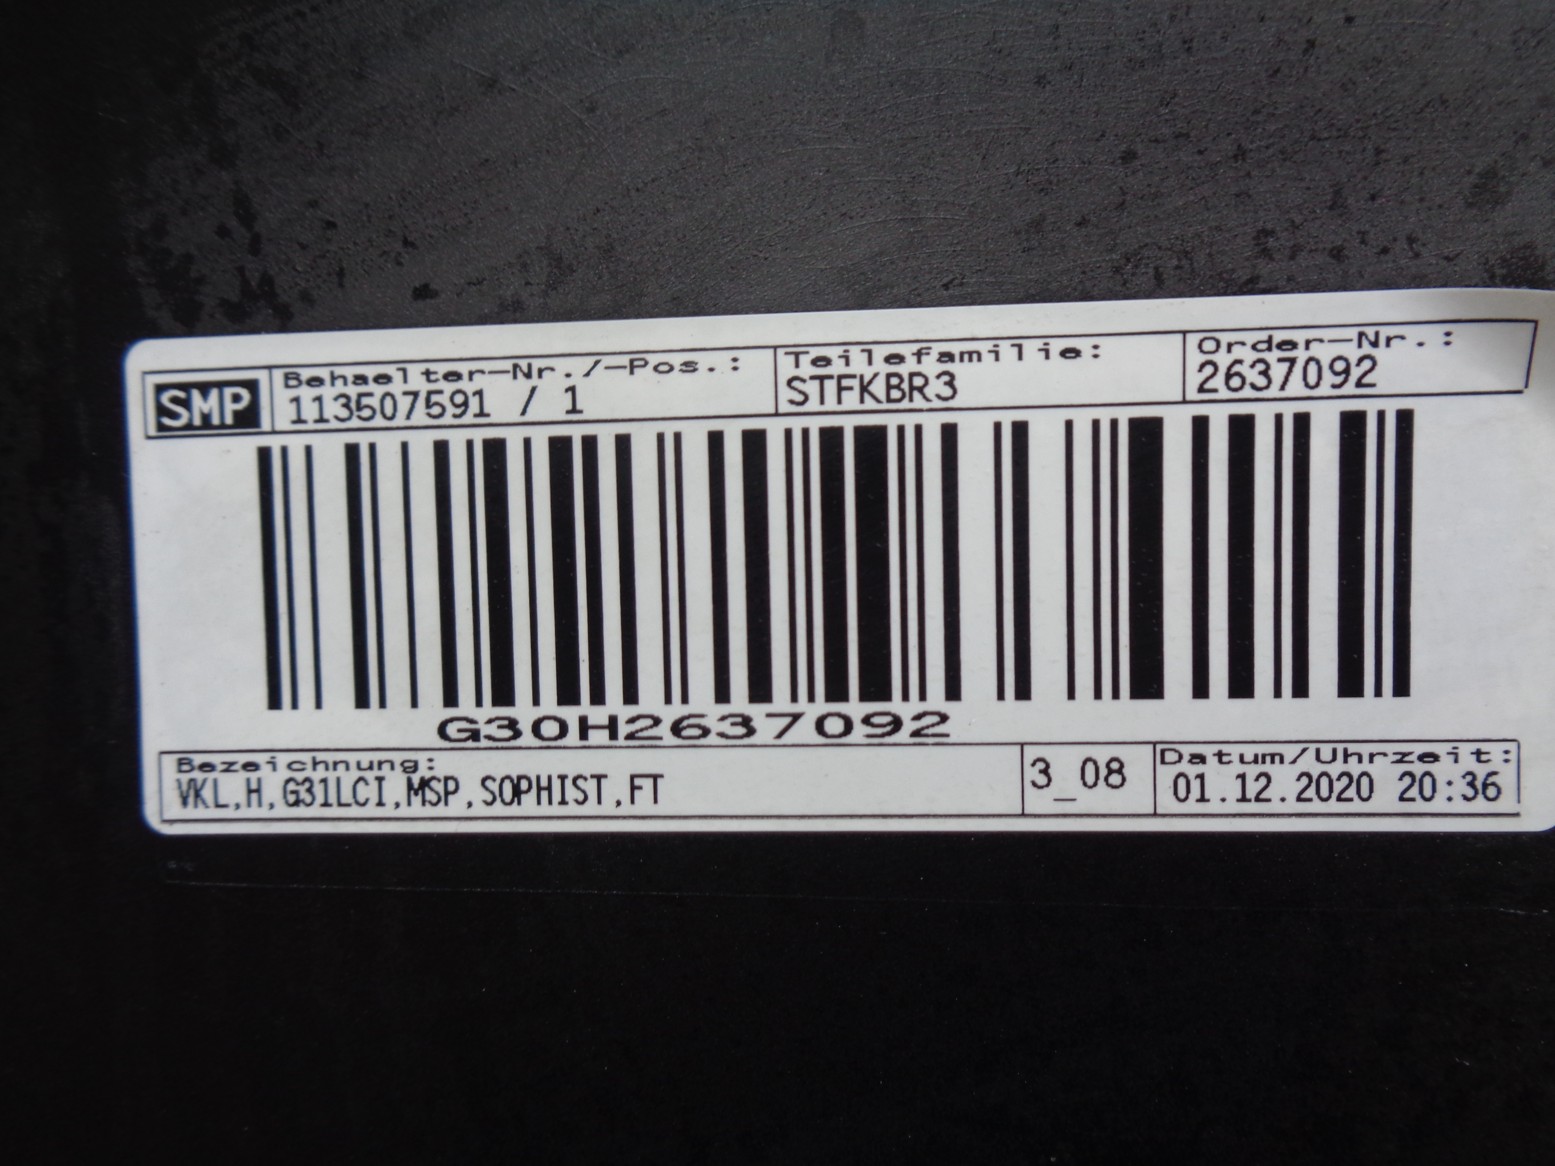 SMP
Behaelter-Nr./-Pos.:
113507591 / 1
Teilefamilie:
STFKBR3
Order-Nr.:
2637092
G30H2637092
Bezeichnung:
VKL,H,G31LCI,MSP,SOPHIST,FT
3_08
Datum/Uhrzeit:
01.12.2020 20:36